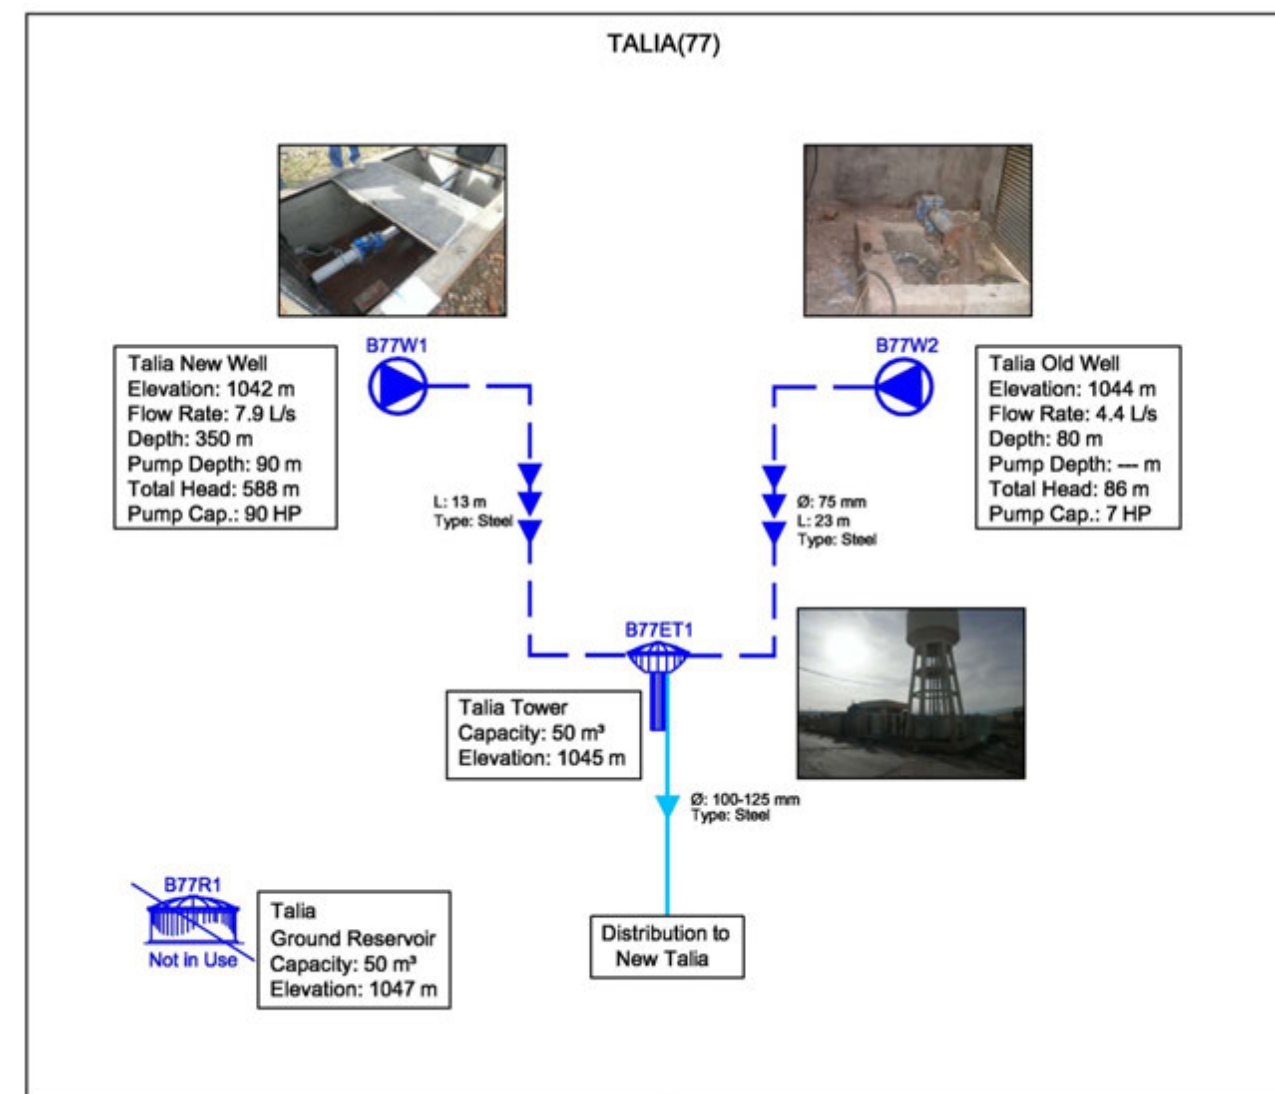 TALIA(77)
B77W1
Talia New Well
Elevation: 1042 m
Flow Rate: 7.9 L/s
Depth: 350 m
Pump Depth: 90 m
Total Head: 588 m
Pump Cap.: 90 HP
B77W2
Talia Old Well
Elevation: 1044 m
Flow Rate: 4.4 L/s
Depth: 80 m
Pump Depth: --- m
Total Head: 86 m
Pump Cap.: 7 HP
L: 13 m
Type: Steel
Ø: 75 mm
L: 23 m
Type: Steel
B77ET1
Talia Tower
Capacity: 50 m³
Elevation: 1045 m
Ø: 100-125 mm
Type: Steel
B77R1
Not in Use
Talia
Ground Reservoir
Capacity: 50 m³
Elevation: 1047 m
Distribution to
New Talia